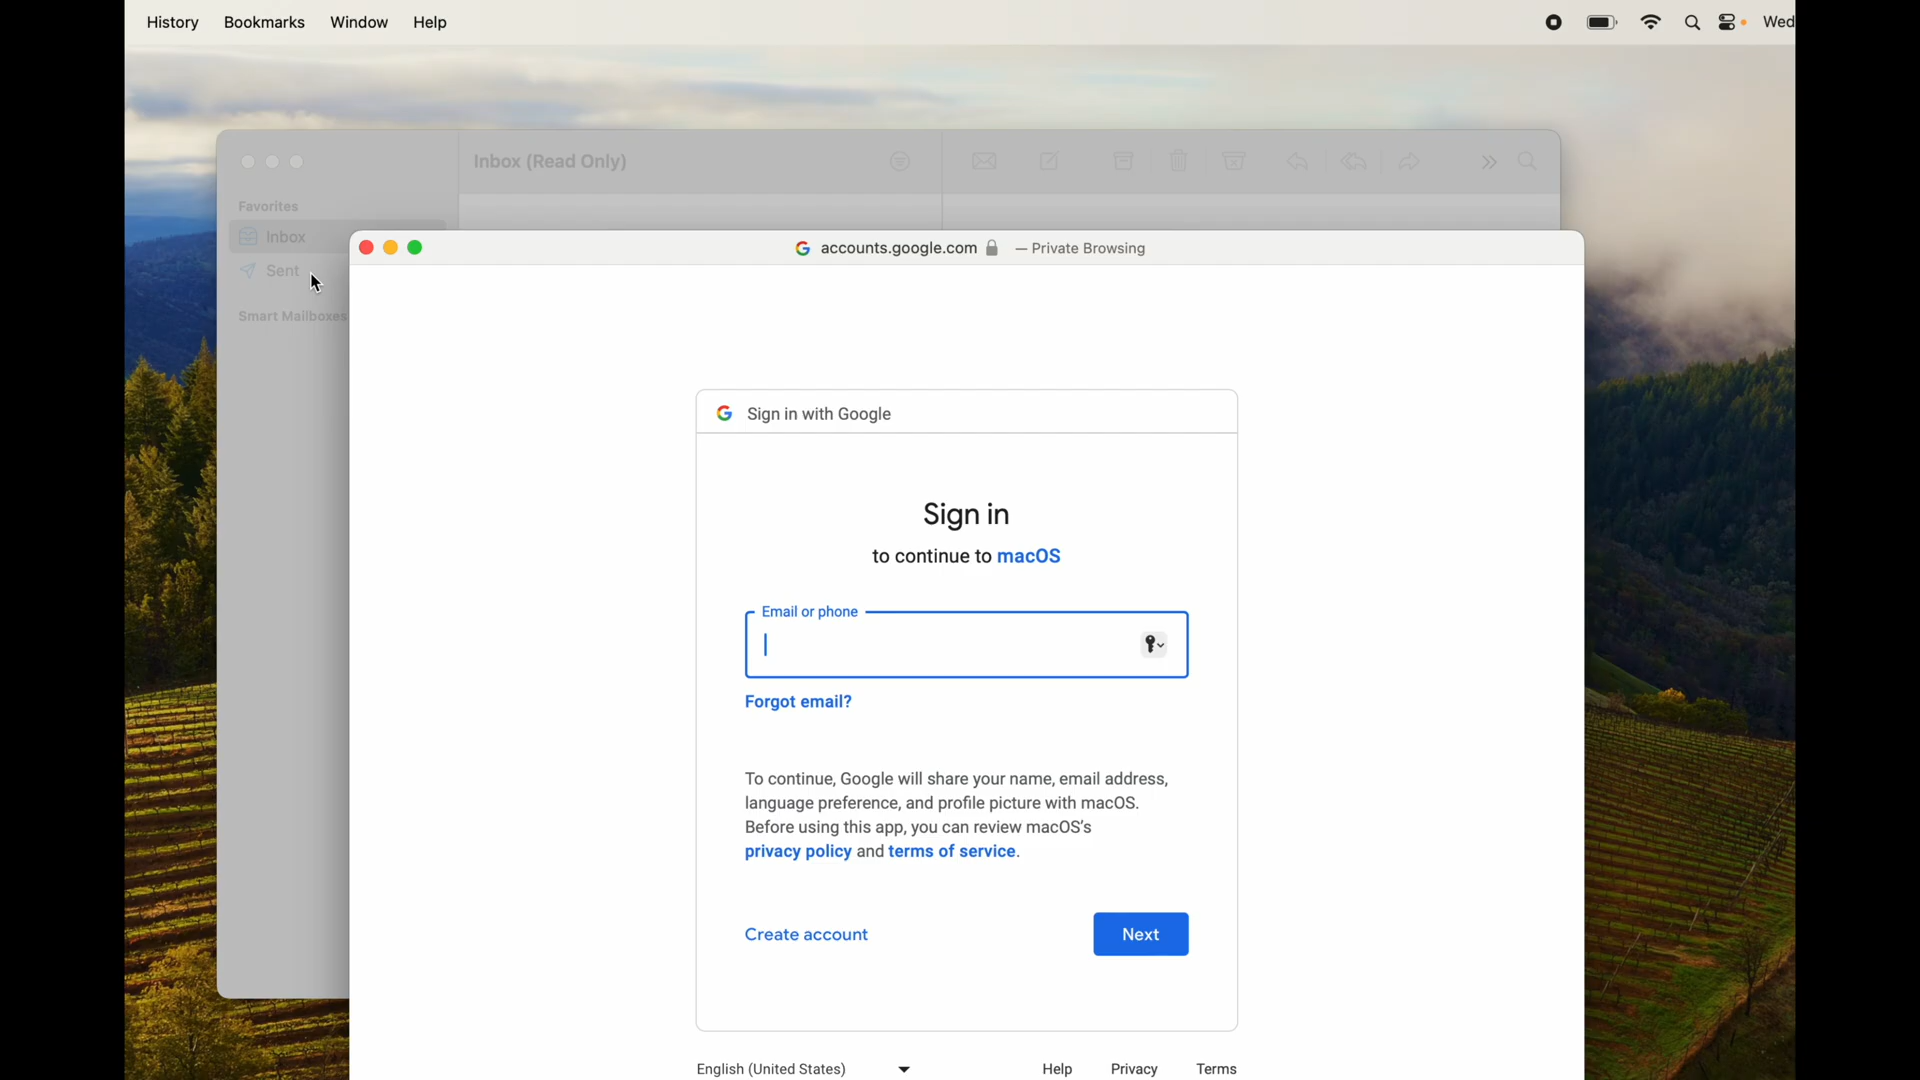 History Bookmarks Window Help Wed
Inbox (Read Only)
Favorites
Inbox
Sent
Smart Mailboxes
accounts.google.com — Private Browsing
Sign in with Google
Sign in
to continue to macOS
Email or phone
Forgot email?
To continue, Google will share your name, email address,
language preference, and profile picture with macOS.
Before using this app, you can review macOS's
privacy policy and terms of service.
Create account Next
English (United States) Help Privacy Terms